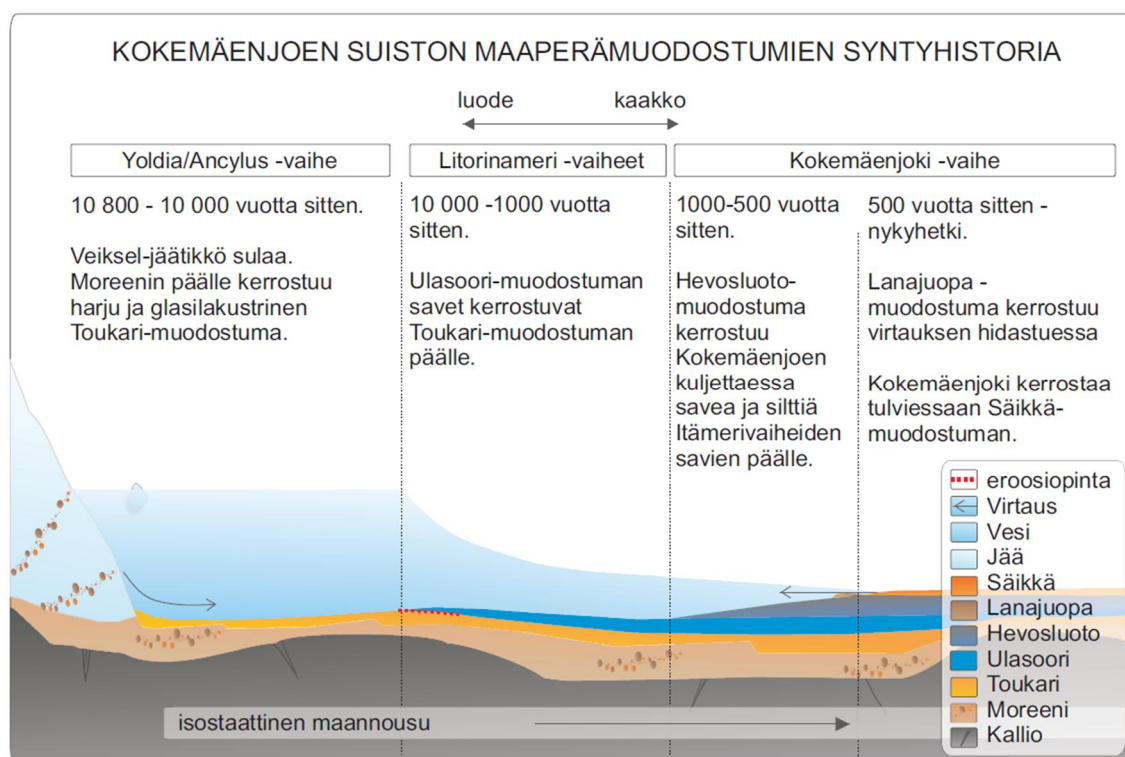 KOKEMÄENJOEN SUISTON MAAPERÄMUODOSTUMIEN SYNTYHISTORIA
luode kaakko
Yoldia/Ancylus -vaihe
10 800 - 10 000 vuotta sitten.
Veiksel-jäätikkö sulaa.
Moreenin päälle kerrostuu
harju ja glasilakustrinen
Toukari-muodostuma.
Litorinameri -vaiheet
10 000 -1000 vuotta
sitten.
Ulasoori-muodostuman
savet kerrostuvat
Toukari-muodostuman
päälle.
Kokemäenjoki -vaihe
1000-500 vuotta
sitten.
Hevosluoto-
muodostuma
kerrostuu
Kokemäenjoen
kuljettaessa
savea ja silttiä
Itämerivaiheiden
savien päälle.
500 vuotta sitten -
nykyhetki.
Lanajuopa -
muodostuma kerrostuu
virtauksen hidastuessa
Kokemäenjoki kerrostaa
tulviessaan Säikkä-
muodostuman.
eroosiopinta
Virtaus
Vesi
Jää
Säikkä
Lanajuopa
Hevosluoto
Ulasoori
Toukari
Moreeni
Kallio
isostaattinen maannousu